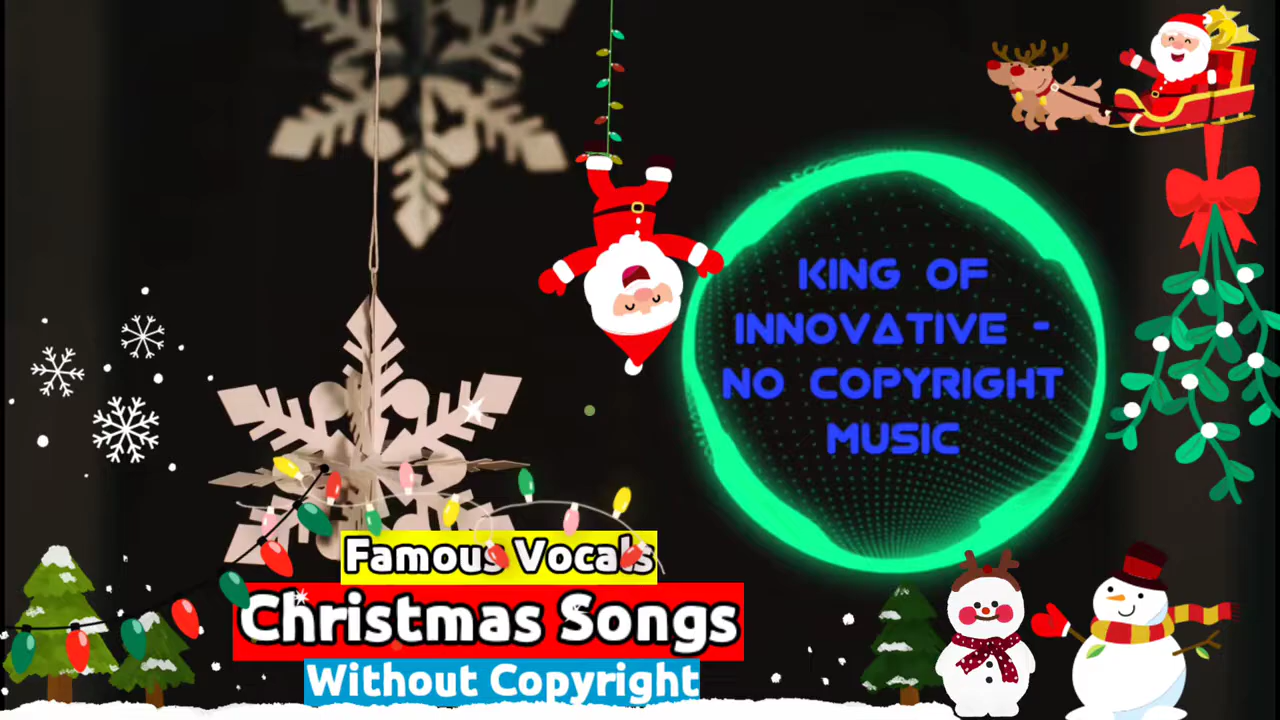 KING OF
INNOVATIVE -
NO COPYRIGHT
MUSIC
Famous Vocals
Christmas Songs
Without Copyright